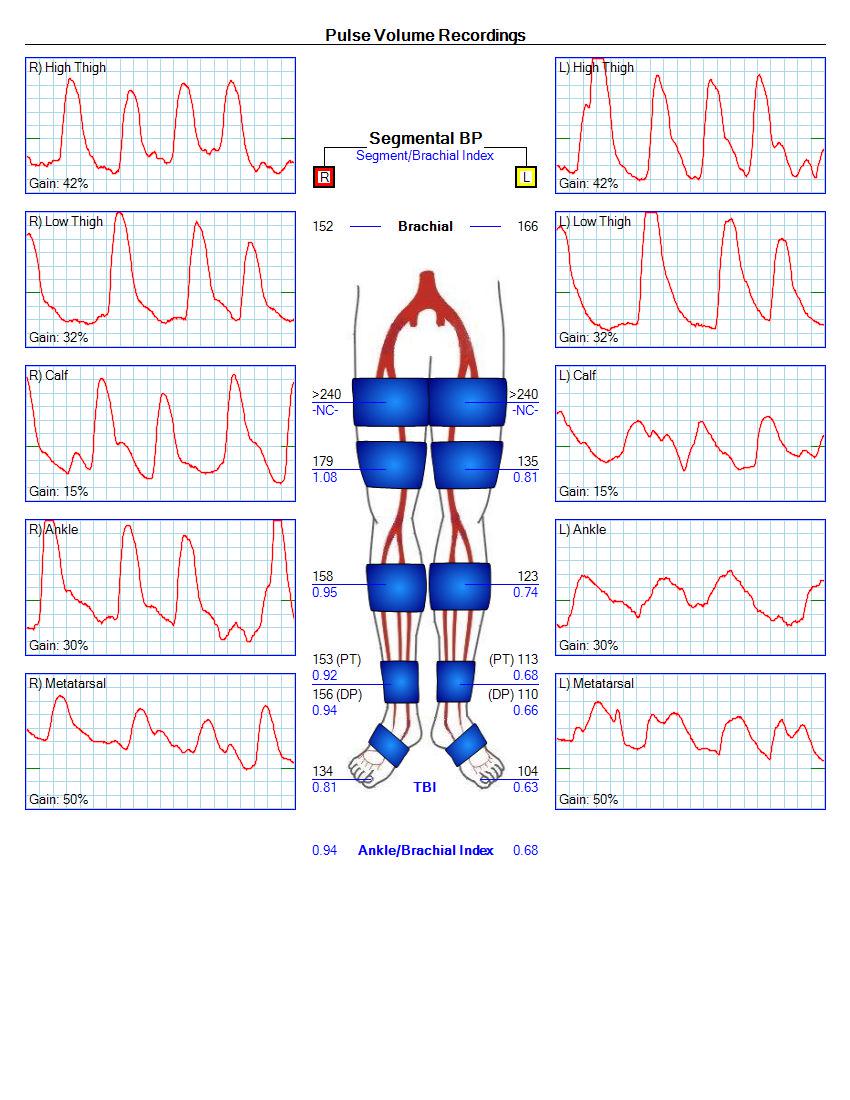 Pulse Volume Recordings
R) High Thigh
Gain: 42%
R) Low Thigh
Gain: 32%
R) Calf
Gain: 15%
R) Ankle
Gain: 30%
R) Metatarsal
Gain: 50%
Segmental BP
Segment/Brachial Index
R L
152 Brachial 166
>240 >240
-NC- -NC-
179 135
1.08 0.81
158 123
0.95 0.74
153 (PT) (PT) 113
0.92 0.68
156 (DP) (DP) 110
0.94 0.66
134 104
0.81 TBI 0.63
0.94 Ankle/Brachial Index 0.68
L) High Thigh
Gain: 42%
L) Low Thigh
Gain: 32%
L) Calf
Gain: 15%
L) Ankle
Gain: 30%
L) Metatarsal
Gain: 50%